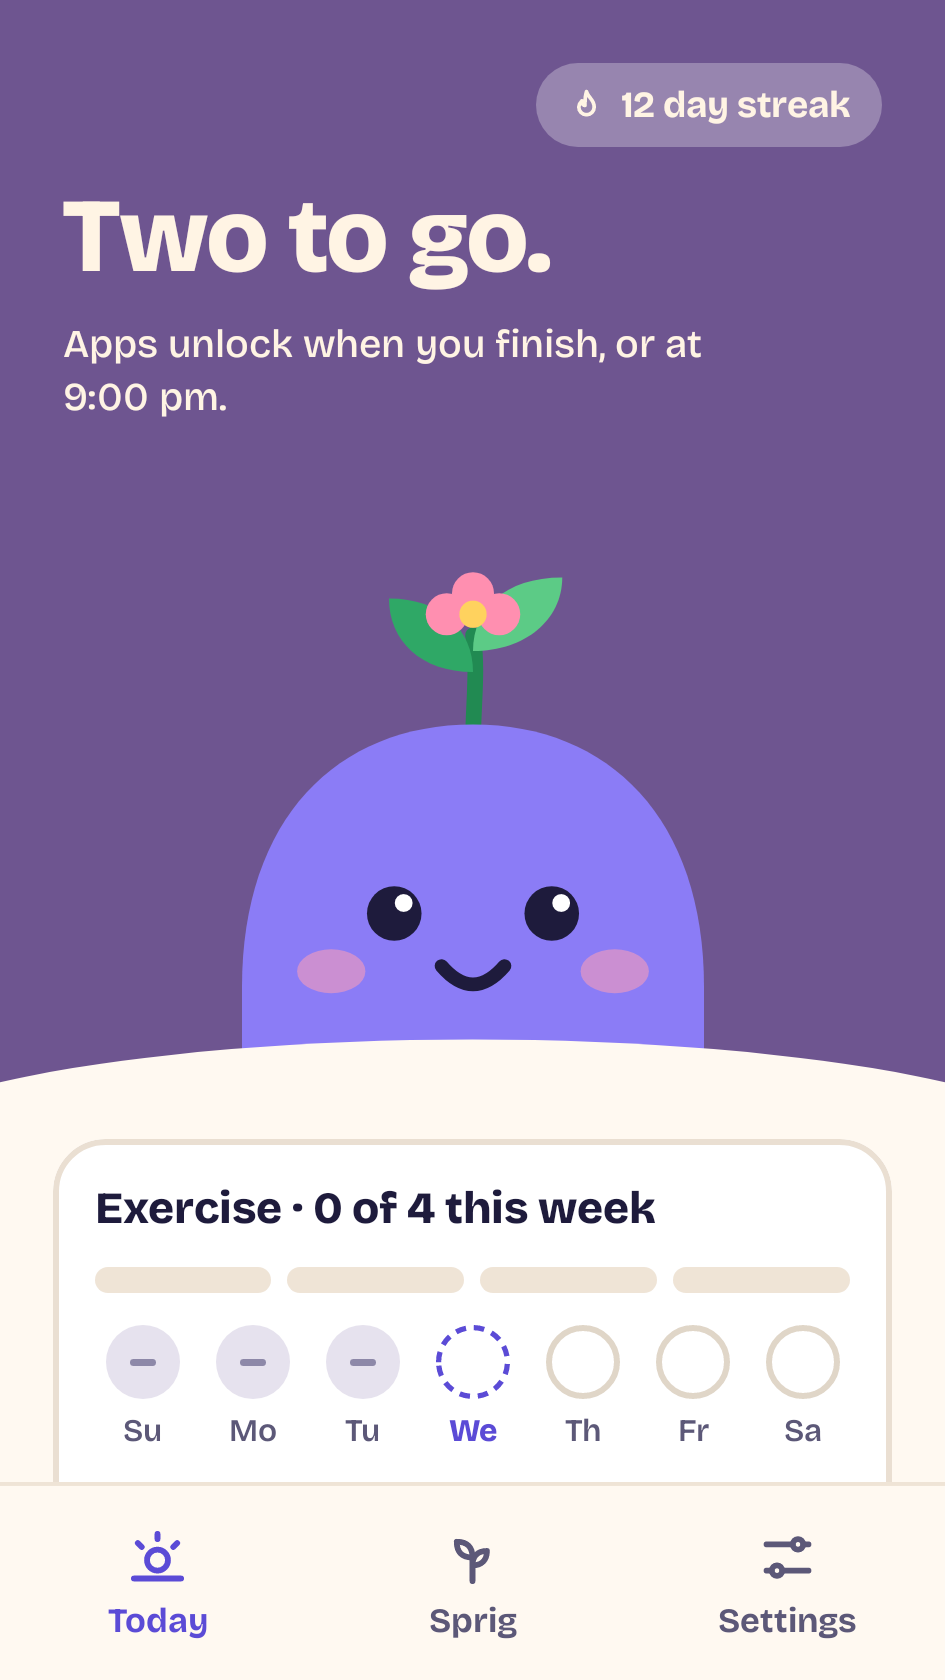 12 day streak
Two to go.
Apps unlock when you finish, or at
9:00 pm.
Exercise · 0 of 4 this week
Su Mo Tu We Th Fr Sa
Today Sprig Settings